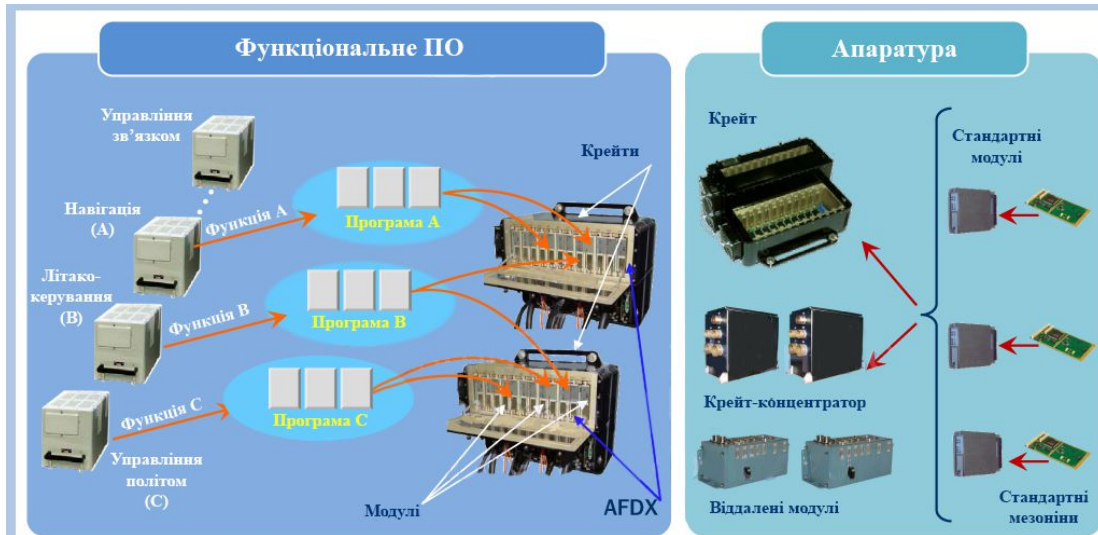 Функціональне ПО
Управління
зв’язком
Навігація
(А)
Літако-
керування
(В)
Управління
політом
(С)
Функція А
Функція В
Функція С
Програма А
Програма В
Програма С
Крейти
Модулі
AFDX
Апаратура
Крейт
Стандартні
модулі
Крейт-концентратор
Віддалені модулі
Стандартні
мезоніни